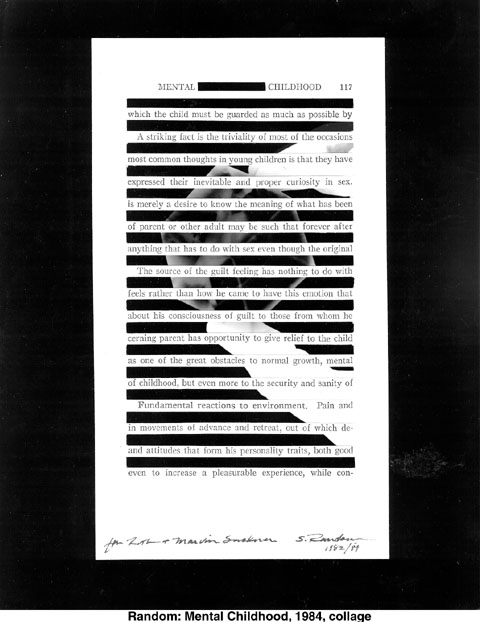 MENTAL CHILDHOOD 117
which the child must be guarded as much as possible by
A striking fact is the triviality of most of the occasions
most common thoughts in young children is that they have
expressed their inevitable and proper curiosity in sex.
is merely a desire to know the meaning of what has been
of parent or other adult may be such that forever after
anything that has to do with sex even though the original
The source of the guilt feeling has nothing to do with
feels rather than how he came to have this emotion that
about his consciousness of guilt to those from whom he
cerning parent has opportunity to give relief to the child
as one of the great obstacles to normal growth, mental
of childhood, but even more to the security and sanity of
Fundamental reactions to environment. Pain and
in movements of advance and retreat, out of which de-
and attitudes that form his personality traits, both good
even to increase a pleasurable experience, while con-
for + Marvin S.
Random: Mental Childhood, 1984, collage